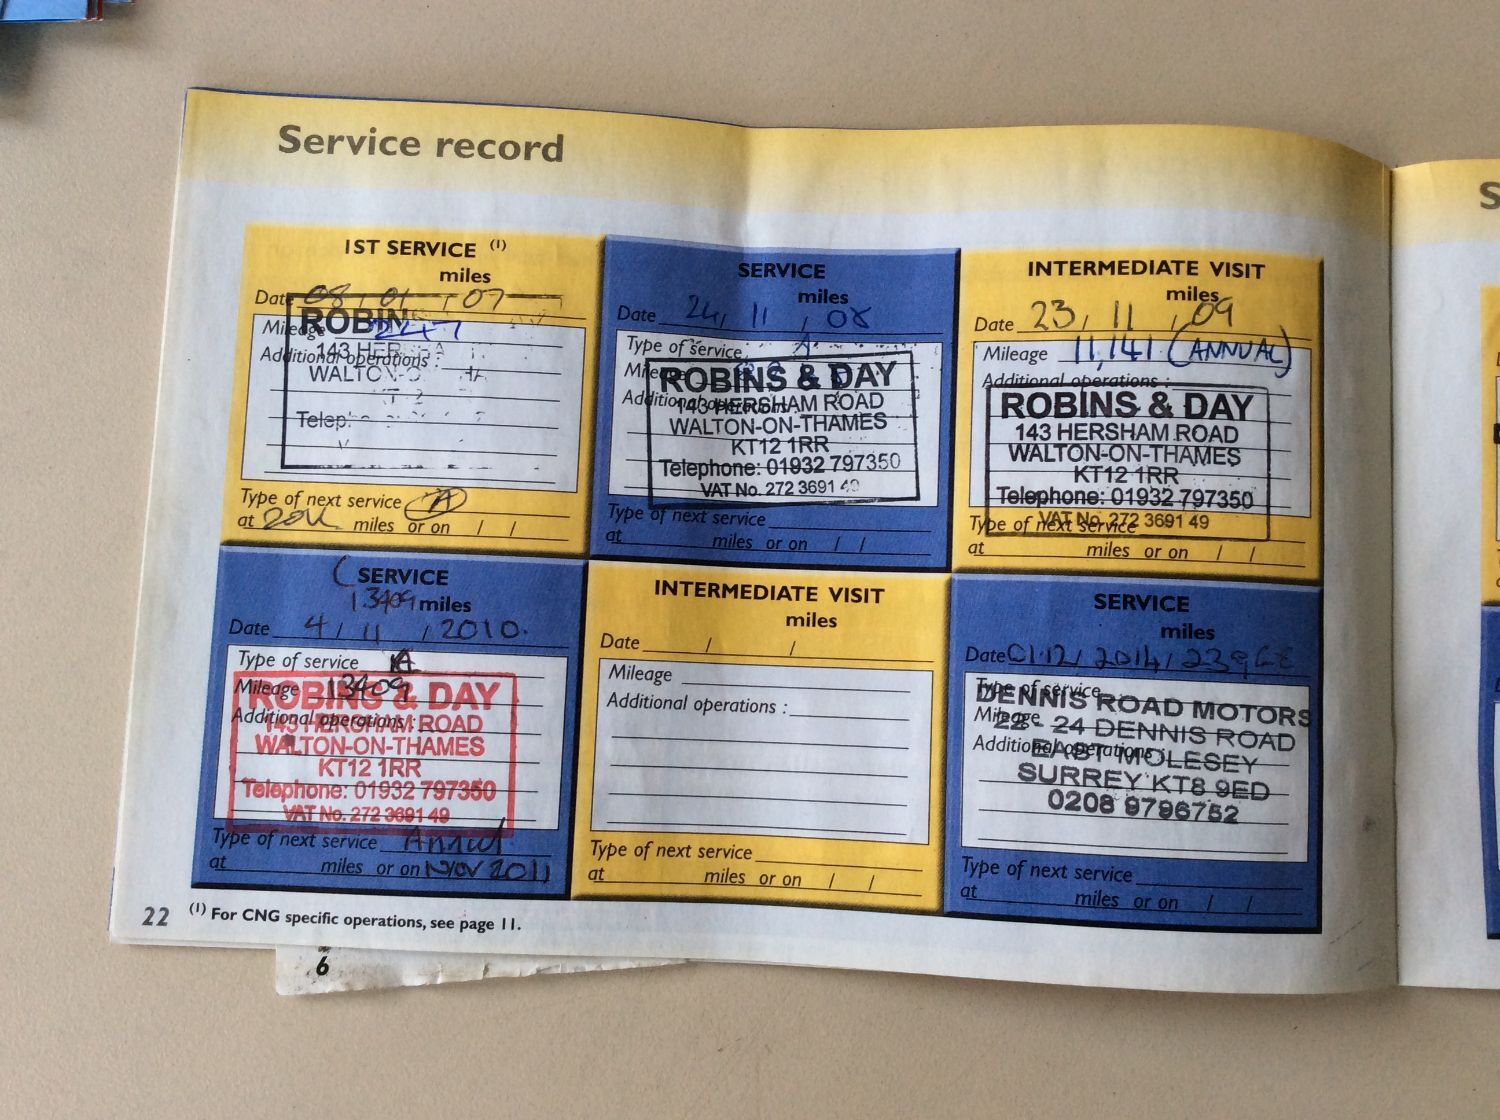 Service record
1ST SERVICE (1)
miles
Date 08 / 01 / 07
Mileage 247
Additional operations :
ROBIN
143 HER
WALTON-O
Telep
Type of next service A
at 20K miles or on / /
SERVICE
miles
Date 24 / 11 / 08
Type of service A
Mileage
Additional operations :
ROBINS & DAY
143 HERSHAM ROAD
WALTON-ON-THAMES
KT12 1RR
Telephone: 01932 797350
VAT No. 272 3691 49
Type of next service
at miles or on / /
INTERMEDIATE VISIT
miles
Date 23 / 11 / 09
Mileage 11,141 (ANNUAL)
Additional operations :
ROBINS & DAY
143 HERSHAM ROAD
WALTON-ON-THAMES
KT12 1RR
Telephone: 01932 797350
VAT No. 272 3691 49
Type of next service
at miles or on / /
SERVICE
13409 miles
Date 4 / 11 / 2010.
Type of service A
Mileage 13409
Additional operations :
ROBINS & DAY
143 HERSHAM ROAD
WALTON-ON-THAMES
KT12 1RR
Telephone: 01932 797350
VAT No. 272 3691 49
Type of next service Annual
at miles or on Nov 2011
INTERMEDIATE VISIT
miles
Date / /
Mileage
Additional operations :
Type of next service
at miles or on / /
SERVICE
miles
Date 01.12 / 2014 /
Type of service
Mileage
Additional operations :
DENNIS ROAD MOTORS
22 - 24 DENNIS ROAD
EAST MOLESEY
SURREY KT8 9ED
0208 9796752
Type of next service
at miles or on / /
22 (1) For CNG specific operations, see page 11.
6
S